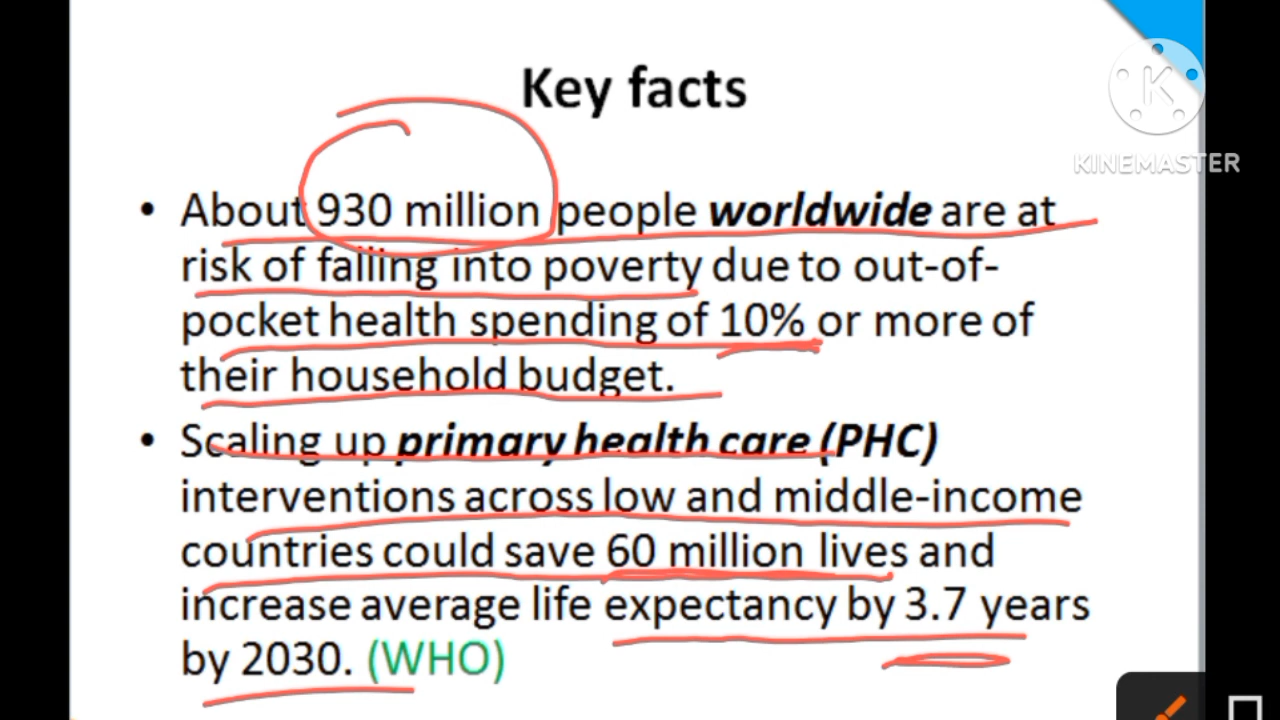 Key facts
K
KINEMASTER
• About 930 million people worldwide are at
risk of falling into poverty due to out-of-
pocket health spending of 10% or more of
their household budget.
• Scaling up primary health care (PHC)
interventions across low and middle-income
countries could save 60 million lives and
increase average life expectancy by 3.7 years
by 2030. (WHO)